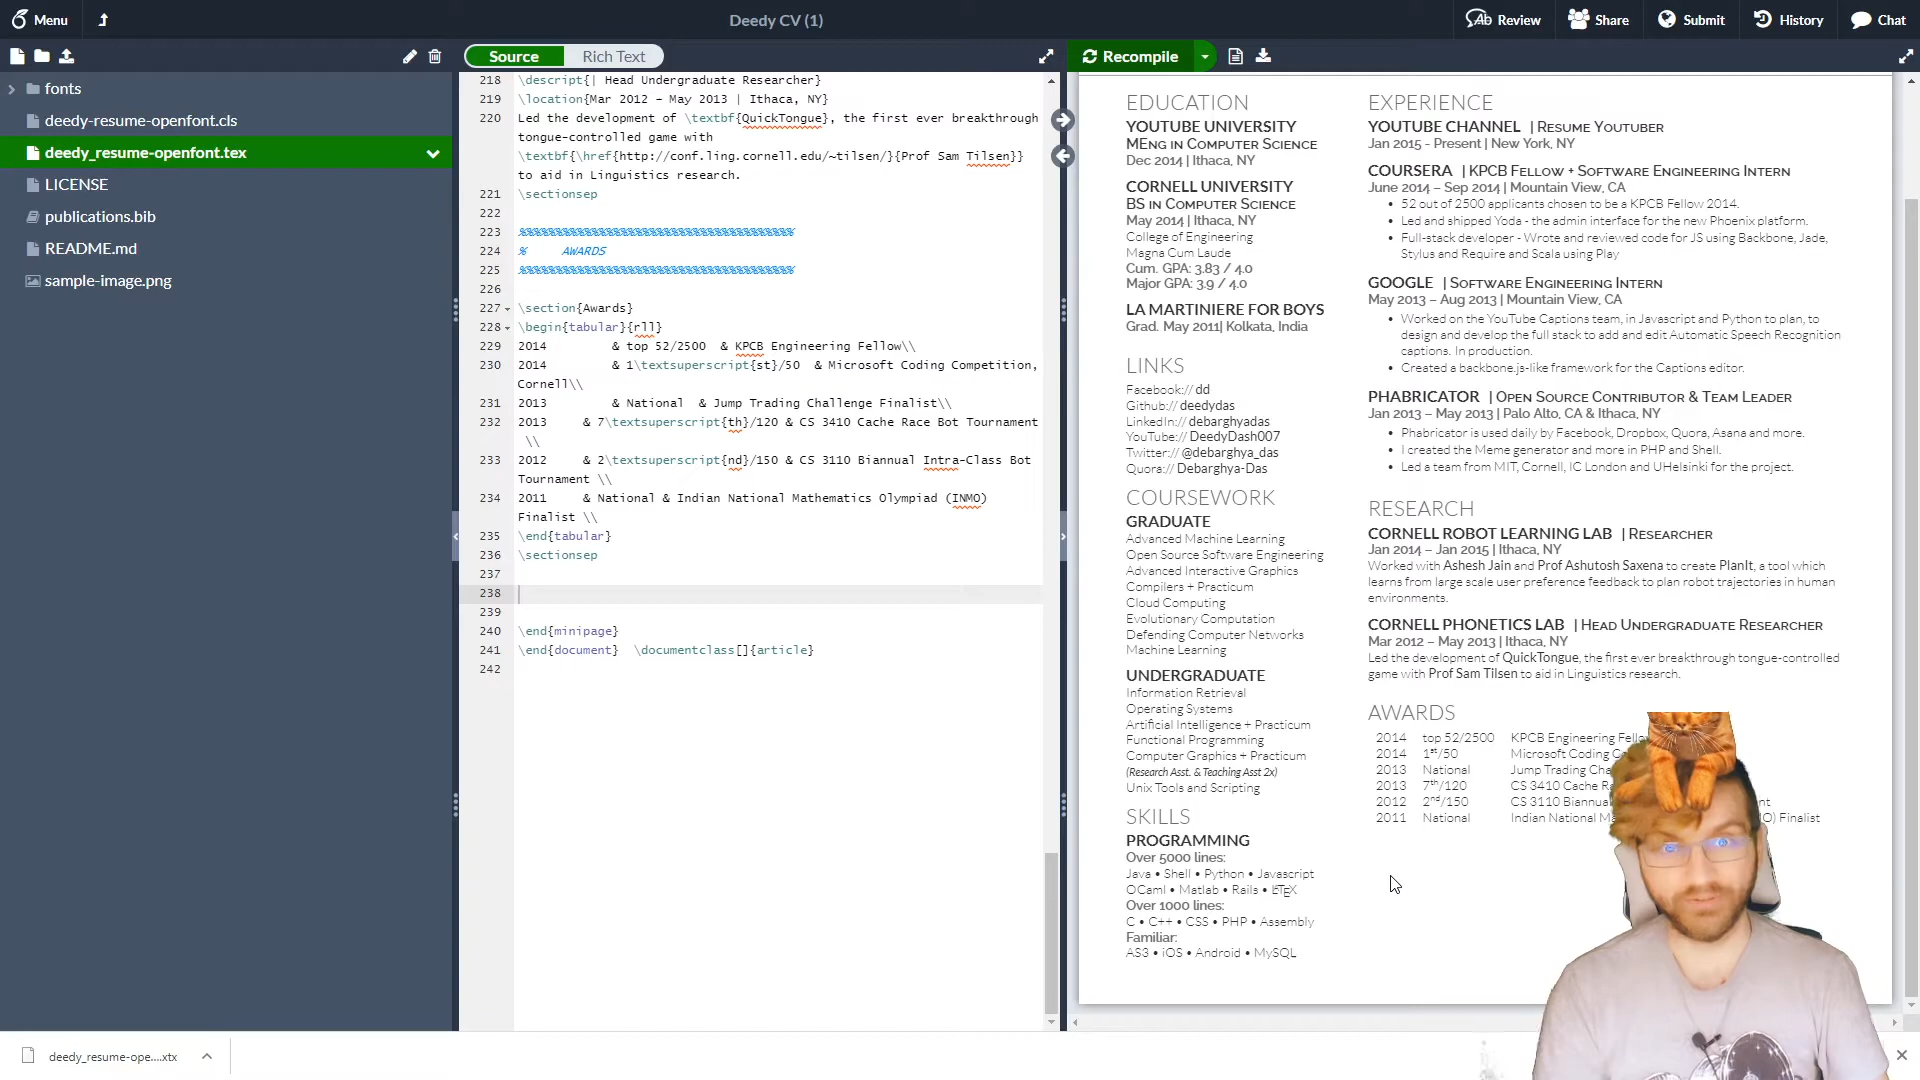 Menu
Deedy CV (1)
Review
Share
Submit
History
Chat
Source
Rich Text
Recompile
fonts
deedy-resume-openfont.cls
deedy_resume-openfont.tex
LICENSE
publications.bib
README.md
sample-image.png
218 \descript{| Head Undergraduate Researcher}
219 \location{Mar 2012 – May 2013 | Ithaca, NY}
220 Led the development of \textbf{QuickTongue}, the first ever breakthrough
tongue-controlled game with
\textbf{\href{http://conf.ling.cornell.edu/~tilsen/}{Prof Sam Tilsen}}
to aid in Linguistics research.
221 \sectionsep
222
223 %%%%%%%%%%%%%%%%%%%%%%%%%%%%%%%%%%%%%%
224 % AWARDS
225 %%%%%%%%%%%%%%%%%%%%%%%%%%%%%%%%%%%%%%
226
227 \section{Awards}
228 \begin{tabular}{rll}
229 2014 & top 52/2500 & KPCB Engineering Fellow\\
230 2014 & 1\textsuperscript{st}/50 & Microsoft Coding Competition,
Cornell\\
231 2013 & National & Jump Trading Challenge Finalist\\
232 2013 & 7\textsuperscript{th}/120 & CS 3410 Cache Race Bot Tournament
\\
233 2012 & 2\textsuperscript{nd}/150 & CS 3110 Biannual Intra-Class Bot
Tournament \\
234 2011 & National & Indian National Mathematics Olympiad (INMO)
Finalist \\
235 \end{tabular}
236 \sectionsep
237
238
239
240 \end{minipage}
241 \end{document} \documentclass[]{article}
242
EDUCATION
YOUTUBE UNIVERSITY
MENG IN COMPUTER SCIENCE
Dec 2014 | Ithaca, NY
CORNELL UNIVERSITY
BS IN COMPUTER SCIENCE
May 2014 | Ithaca, NY
College of Engineering
Magna Cum Laude
Cum. GPA: 3.83 / 4.0
Major GPA: 3.9 / 4.0
LA MARTINIERE FOR BOYS
Grad. May 2011| Kolkata, India
LINKS
Facebook:// dd
Github:// deedydas
LinkedIn:// debarghyadas
YouTube:// DeedyDash007
Twitter:// @debarghya_das
Quora:// Debarghya-Das
COURSEWORK
GRADUATE
Advanced Machine Learning
Open Source Software Engineering
Advanced Interactive Graphics
Compilers + Practicum
Cloud Computing
Evolutionary Computation
Defending Computer Networks
Machine Learning
UNDERGRADUATE
Information Retrieval
Operating Systems
Artificial Intelligence + Practicum
Functional Programming
Computer Graphics + Practicum
(Research Asst. & Teaching Asst 2x)
Unix Tools and Scripting
SKILLS
PROGRAMMING
Over 5000 lines:
Java • Shell • Python • Javascript
OCaml • Matlab • Rails • LATEX
Over 1000 lines:
C • C++ • CSS • PHP • Assembly
Familiar:
AS3 • iOS • Android • MySQL
EXPERIENCE
YOUTUBE CHANNEL | RESUME YOUTUBER
Jan 2015 - Present | New York, NY
COURSERA | KPCB FELLOW + SOFTWARE ENGINEERING INTERN
June 2014 – Sep 2014 | Mountain View, CA
• 52 out of 2500 applicants chosen to be a KPCB Fellow 2014.
• Led and shipped Yoda - the admin interface for the new Phoenix platform.
• Full-stack developer - Wrote and reviewed code for JS using Backbone, Jade,
Stylus and Require and Scala using Play
GOOGLE | SOFTWARE ENGINEERING INTERN
May 2013 – Aug 2013 | Mountain View, CA
• Worked on the YouTube Captions team, in Javascript and Python to plan, to
design and develop the full stack to add and edit Automatic Speech Recognition
captions. In production.
• Created a backbone.js-like framework for the Captions editor.
PHABRICATOR | OPEN SOURCE CONTRIBUTOR & TEAM LEADER
Jan 2013 – May 2013 | Palo Alto, CA & Ithaca, NY
• Phabricator is used daily by Facebook, Dropbox, Quora, Asana and more.
• I created the Meme generator and more in PHP and Shell.
• Led a team from MIT, Cornell, IC London and UHelsinki for the project.
RESEARCH
CORNELL ROBOT LEARNING LAB | RESEARCHER
Jan 2014 – Jan 2015 | Ithaca, NY
Worked with Ashesh Jain and Prof Ashutosh Saxena to create PlanIt, a tool which
learns from large scale user preference feedback to plan robot trajectories in human
environments.
CORNELL PHONETICS LAB | HEAD UNDERGRADUATE RESEARCHER
Mar 2012 – May 2013 | Ithaca, NY
Led the development of QuickTongue, the first ever breakthrough tongue-controlled
game with Prof Sam Tilsen to aid in Linguistics research.
AWARDS
2014 top 52/2500 KPCB Engineering
2014 1st/50 Microsoft Coding
2013 National Jump Trading
2013 7th/120 CS 3410 Cache
2012 2nd/150 CS 3110 Biannual
2011 National Indian National Finalist
deedy_resume-ope....xtx